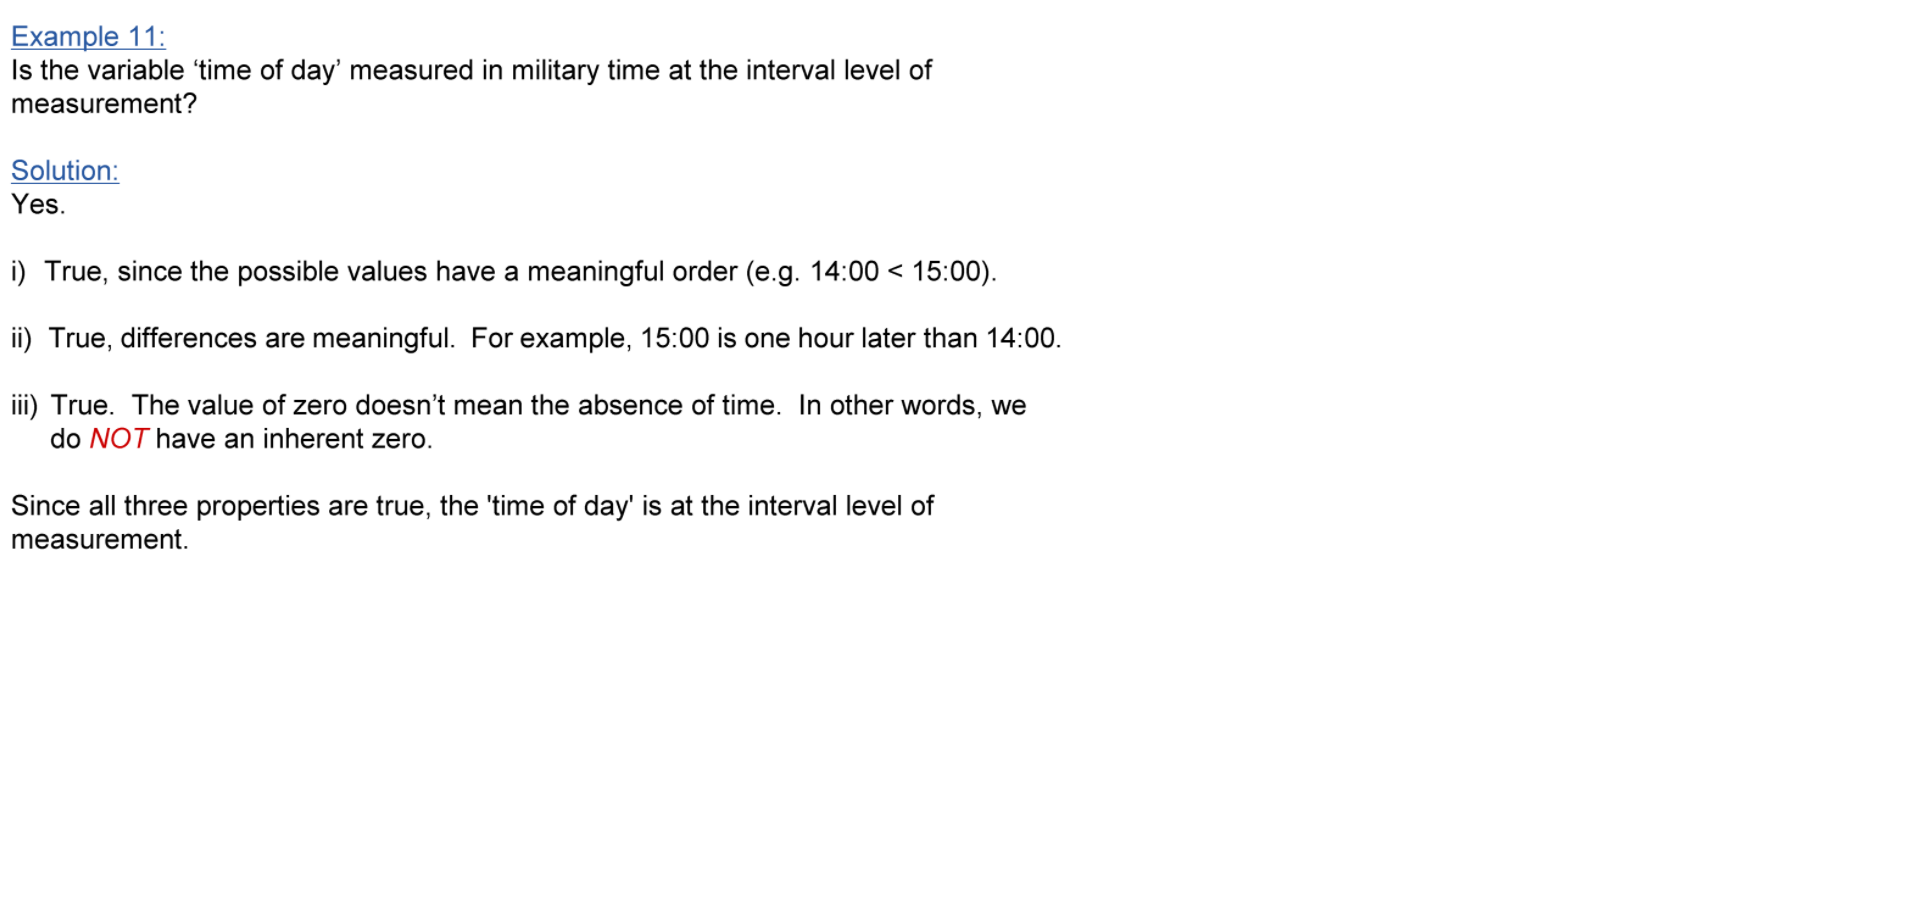 Example 11:
Is the variable ‘time of day’ measured in military time at the interval level of
measurement?
Solution:
Yes.
i)  True, since the possible values have a meaningful order (e.g. 14:00 < 15:00).
ii)  True, differences are meaningful.  For example, 15:00 is one hour later than 14:00.
iii)  True.  The value of zero doesn’t mean the absence of time.  In other words, we
do NOT have an inherent zero.
Since all three properties are true, the 'time of day' is at the interval level of
measurement.